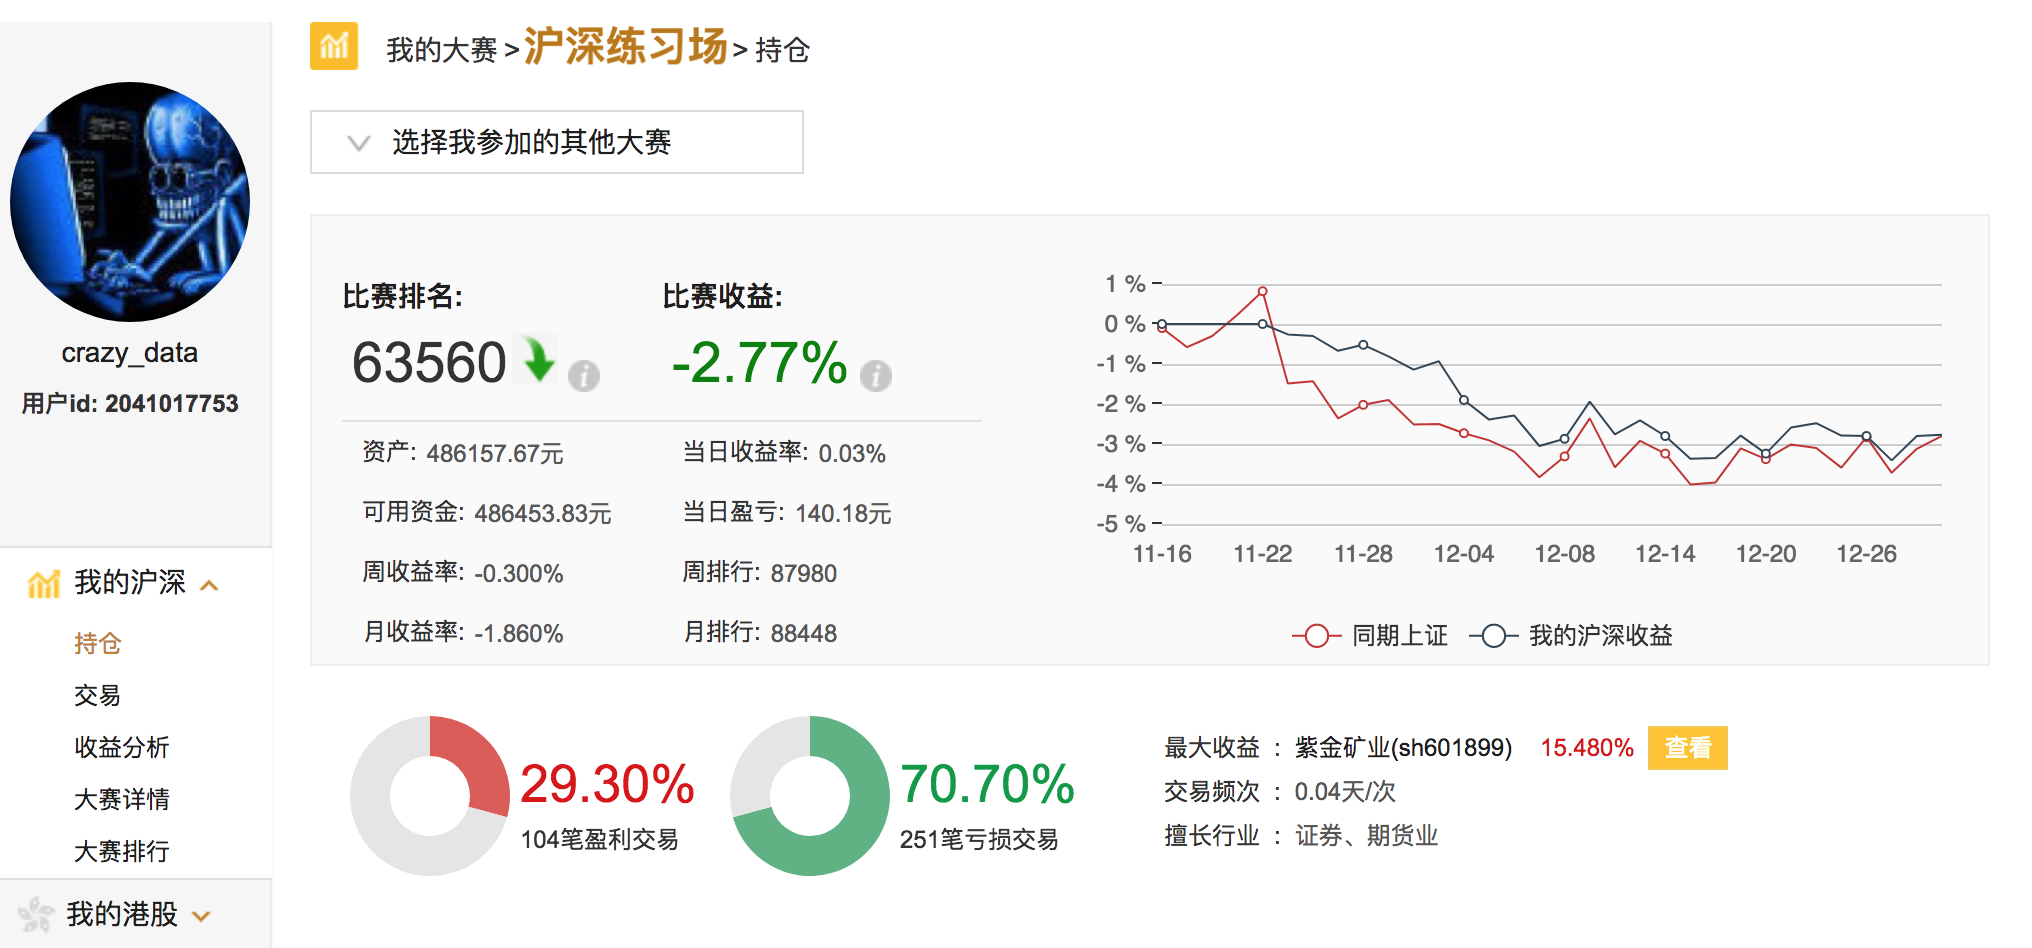 我的大赛 > 沪深练习场 > 持仓
选择我参加的其他大赛
crazy_data
用户id: 2041017753
我的沪深
持仓
交易
收益分析
大赛详情
大赛排行
我的港股
比赛排名:
63560
比赛收益:
-2.77%
资产: 486157.67元
当日收益率: 0.03%
可用资金: 486453.83元
当日盈亏: 140.18元
周收益率: -0.300%
周排行: 87980
月收益率: -1.860%
月排行: 88448
1 %
0 %
-1 %
-2 %
-3 %
-4 %
-5 %
11-16 11-22 11-28 12-04 12-08 12-14 12-20 12-26
同期上证 我的沪深收益
29.30%
104笔盈利交易
70.70%
251笔亏损交易
最大收益 : 紫金矿业(sh601899) 15.480% 查看
交易频次 : 0.04天/次
擅长行业 : 证券、期货业